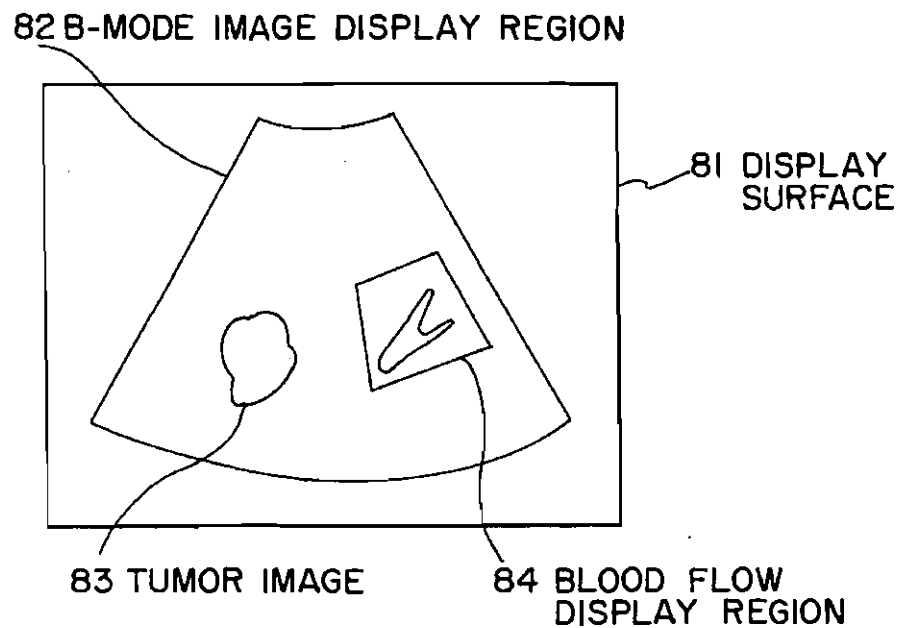 82 B-MODE IMAGE DISPLAY REGION
81 DISPLAY
SURFACE
83 TUMOR IMAGE
84 BLOOD FLOW
DISPLAY REGION